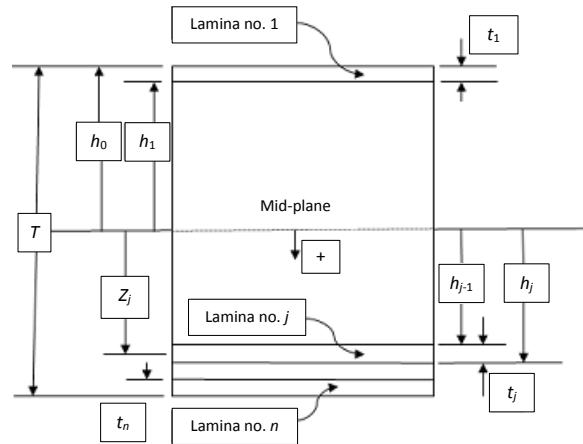 Lamina no. 1
t1
h0
h1
Mid-plane
T
+
Zj
hj-1
hj
Lamina no. j
tj
tn
Lamina no. n